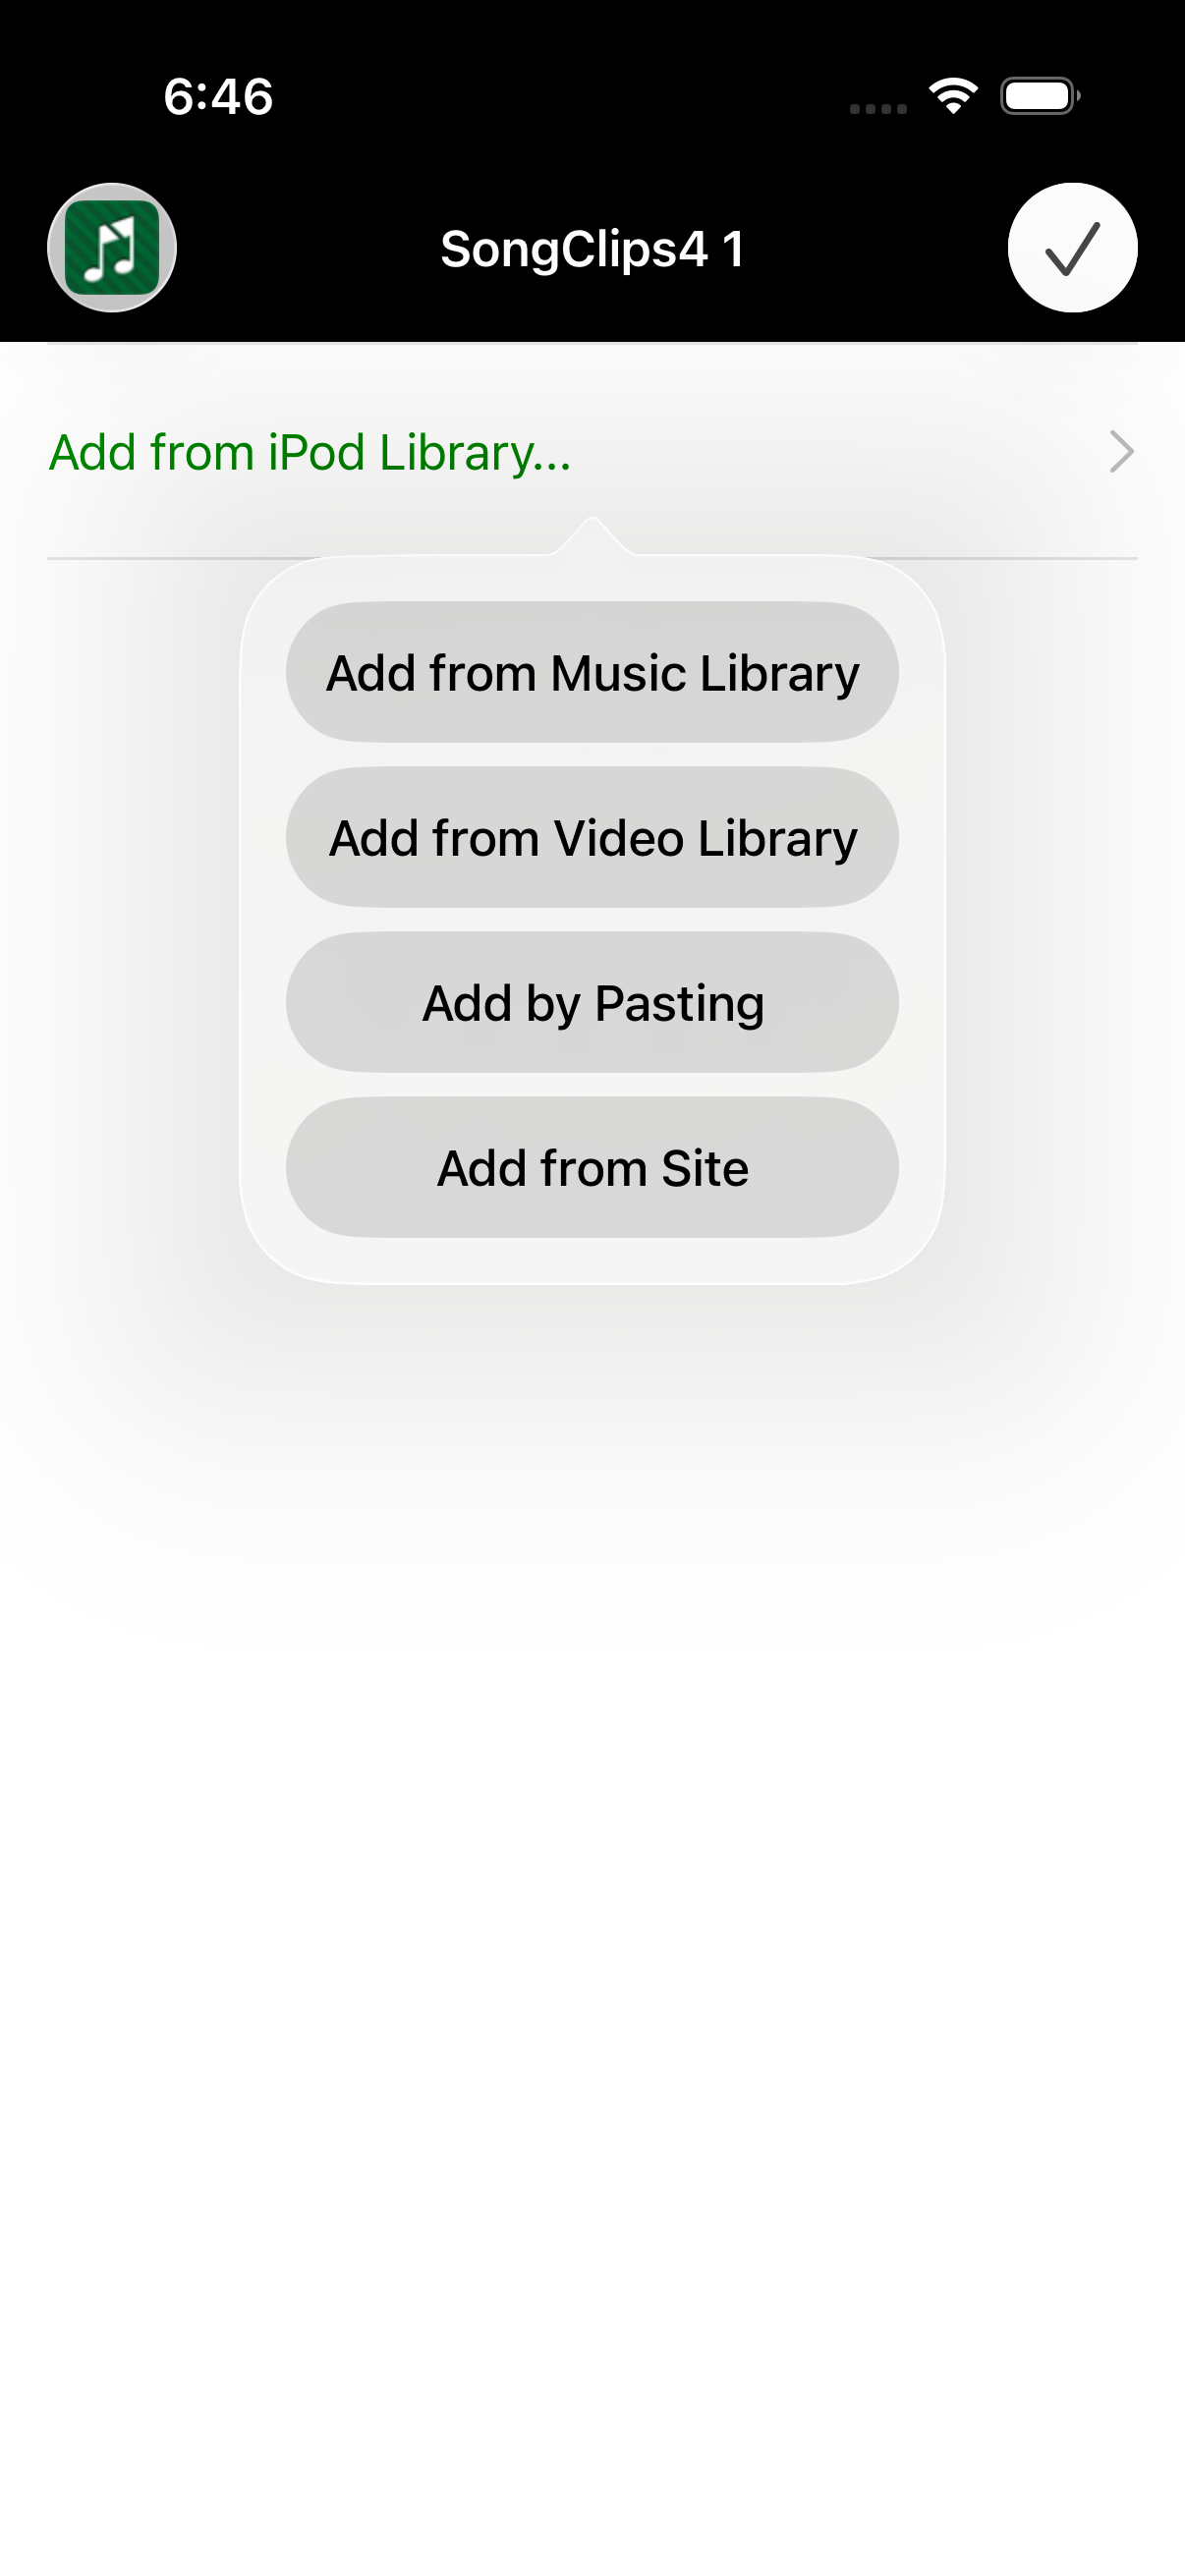 6:46
SongClips4 1
Add from iPod Library...
Add from Music Library
Add from Video Library
Add by Pasting
Add from Site